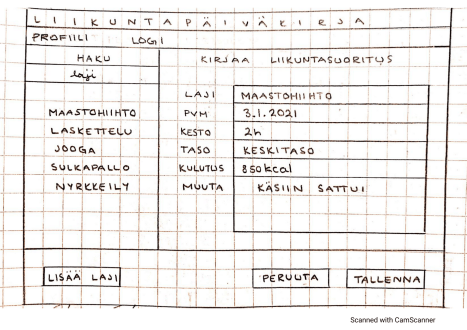 LIIKUNTAPÄIVÄKIRJA
PROFIILI LOGI
HAKU
laji
MAASTOHIIHTO
LASKETTELU
JOOGA
SULKAPALLO
NYRKKEILY
KIRJAA LIIKUNTASUORITUS
LAJI MAASTOHIIHTO
PVM 3.1.2021
KESTO 2h
TASO KESKITASO
KULUTUS 850kcal
MUUTA KÄSIIN SATTUI
LISÄÄ LAJI
PERUUTA TALLENNA
Scanned with CamScanner